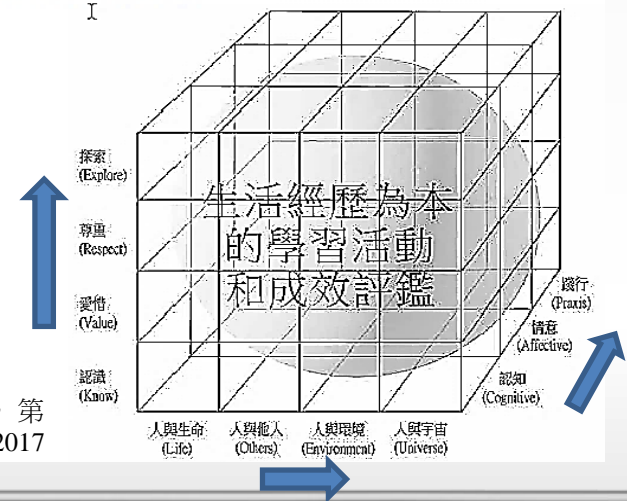 探索
(Explore)
尊重
(Respect)
愛惜
(Value)
認識
(Know)
生活經歷為本
的學習活動
和成效評鑑
踐行
(Praxis)
情意
(Affective)
認知
(Cognitive)
人與生命
(Life)
人與他人
(Others)
人與環境
(Environment)
人與宇宙
(Universe)
第
2017